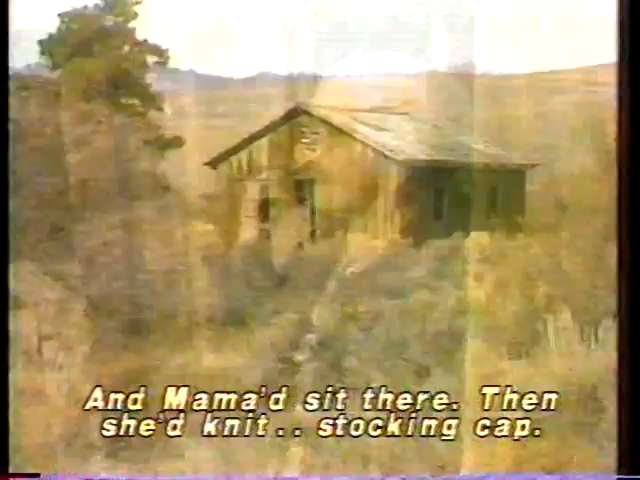 And Mama'd sit there. Then
she'd knit.. stocking cap.